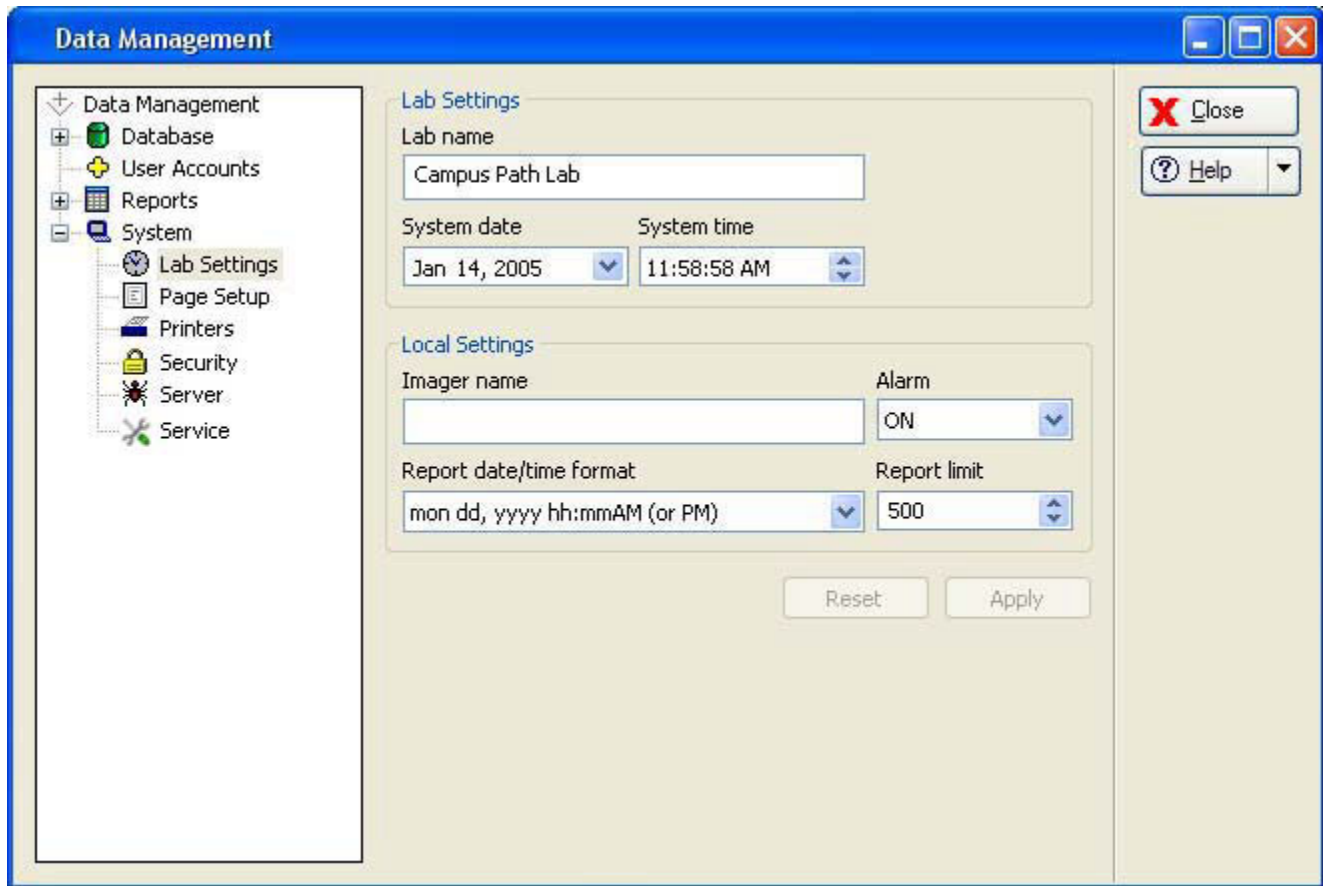 Data Management
Data Management
Database
User Accounts
Reports
System
Lab Settings
Page Setup
Printers
Security
Server
Service
Lab Settings
Lab name
Campus Path Lab
System date System time
Jan 14, 2005 11:58:58 AM
Local Settings
Imager name Alarm
ON
Report date/time format Report limit
mon dd, yyyy hh:mmAM (or PM) 500
Reset Apply
Close
Help